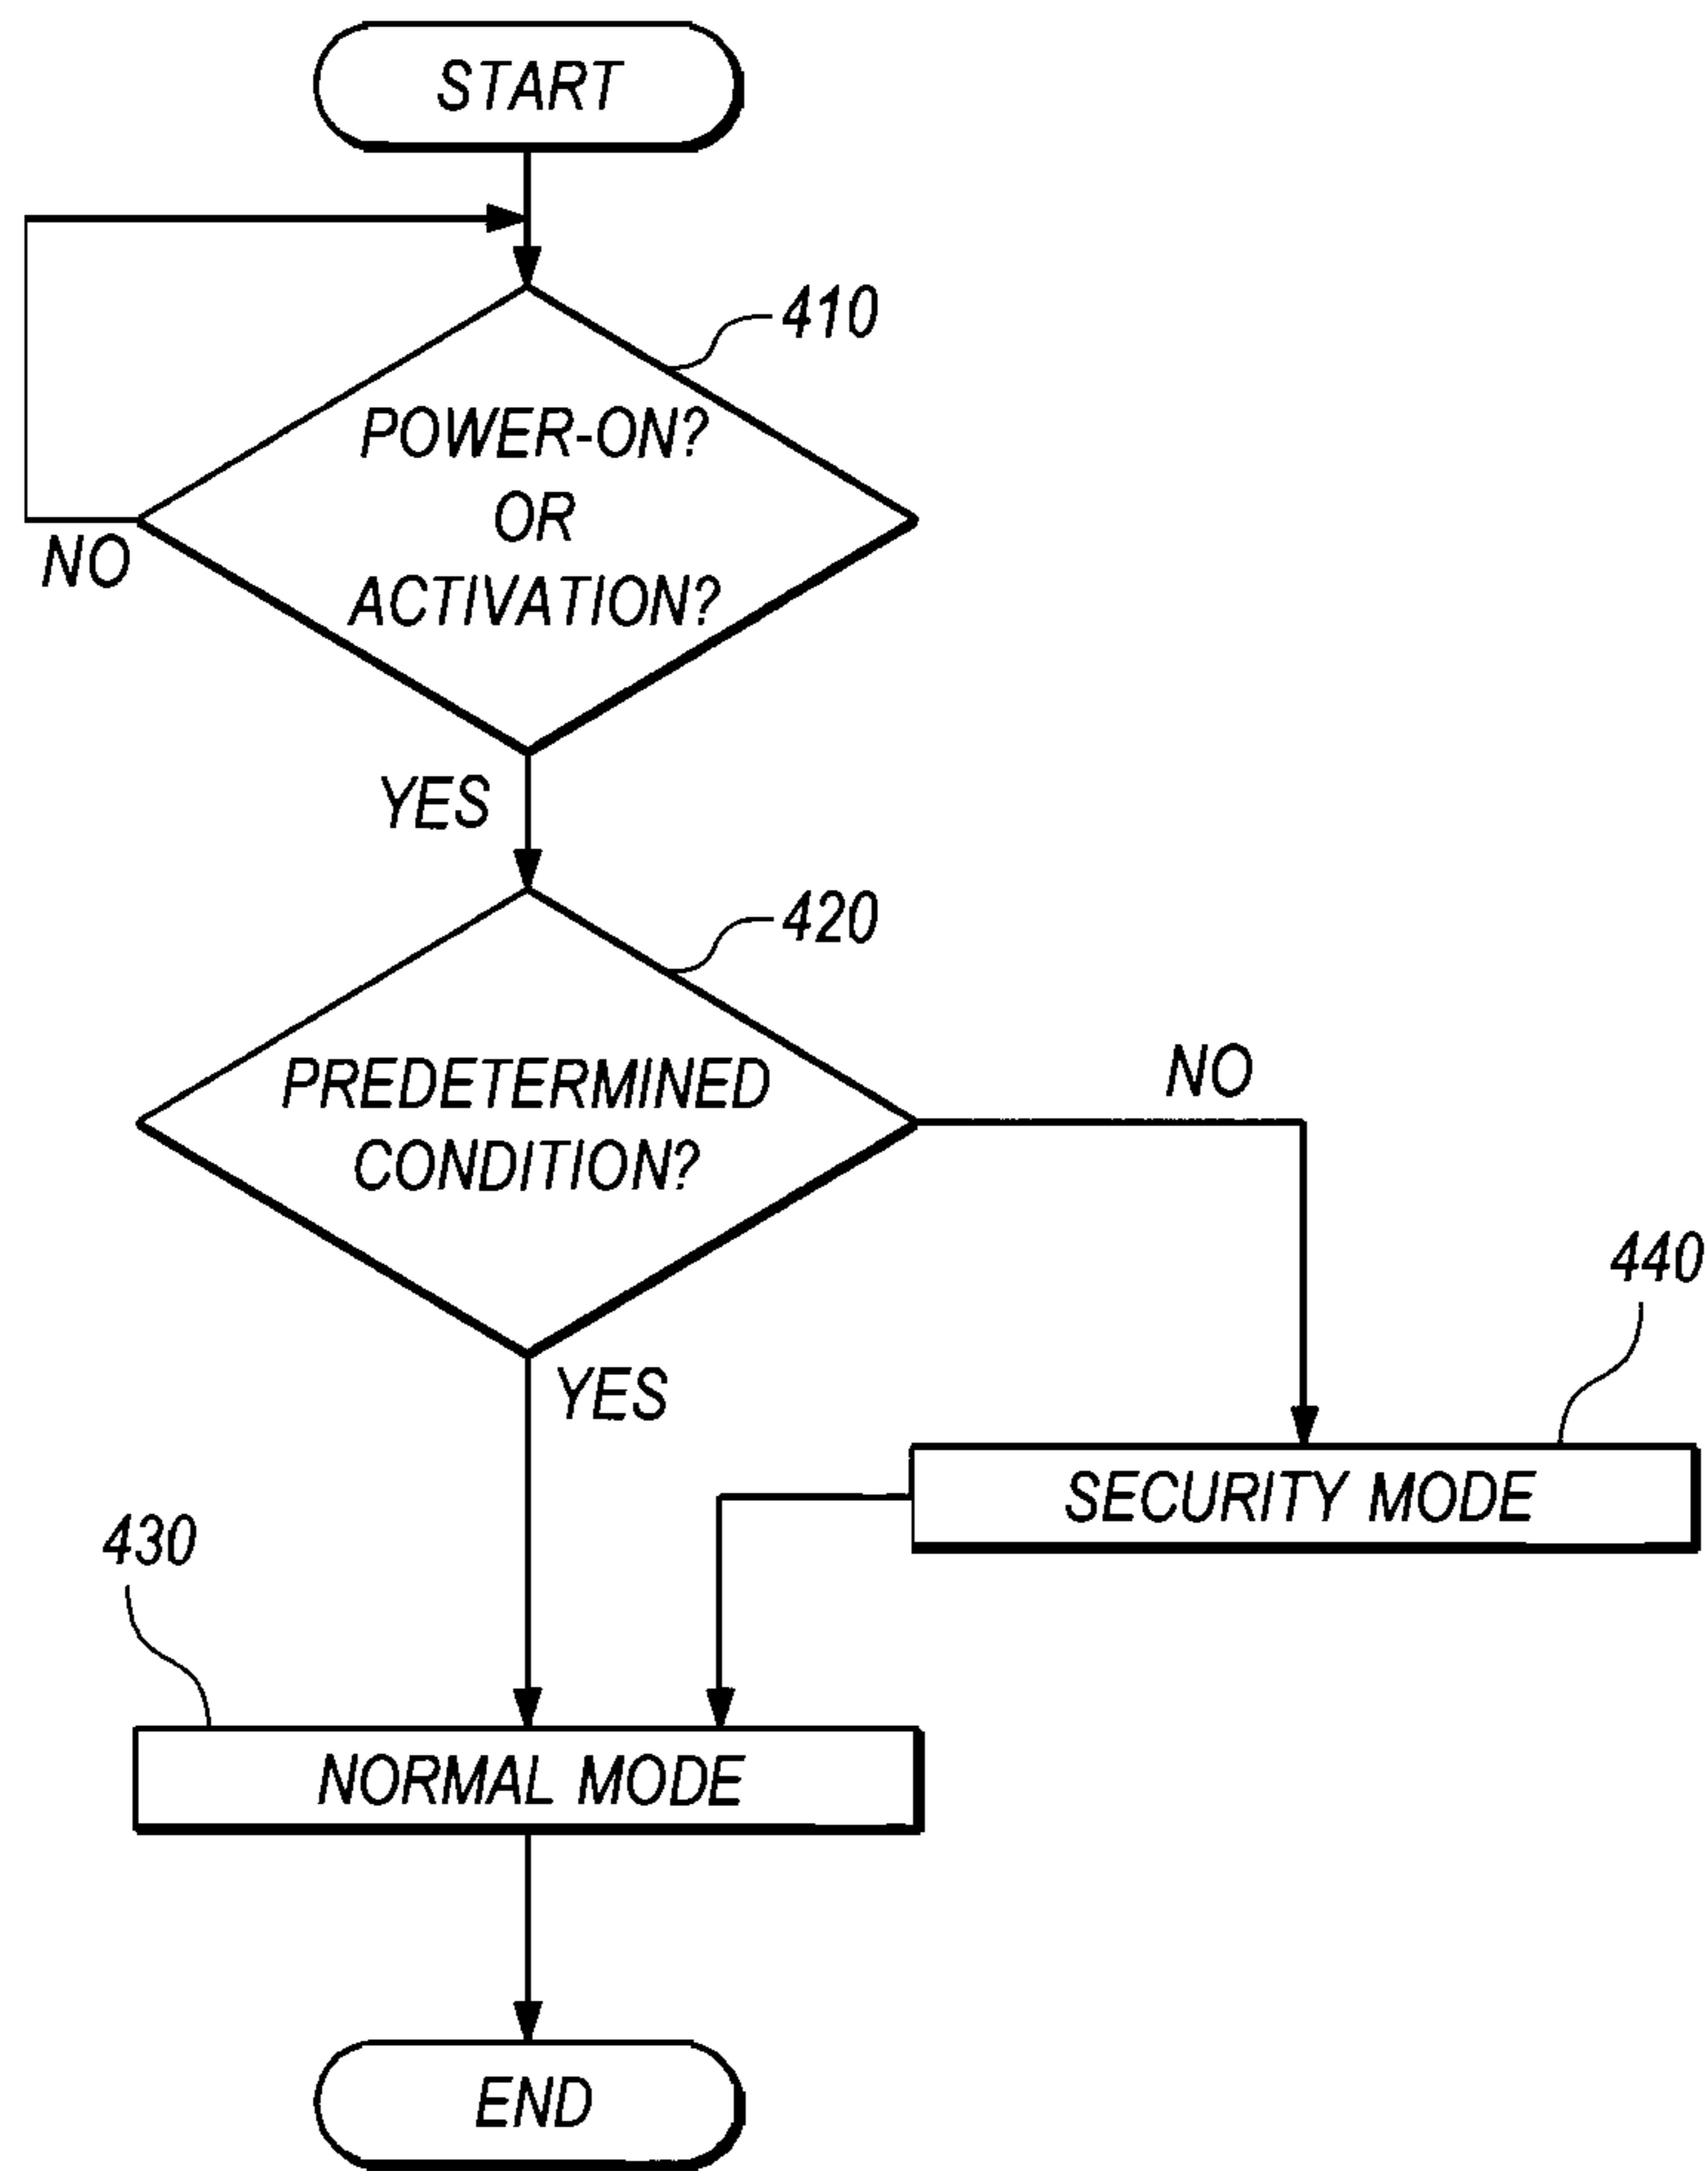 START
410
POWER-ON?
OR
ACTIVATION?
NO
YES
420
PREDETERMINED
CONDITION?
NO
YES
440
SECURITY MODE
430
NORMAL MODE
END